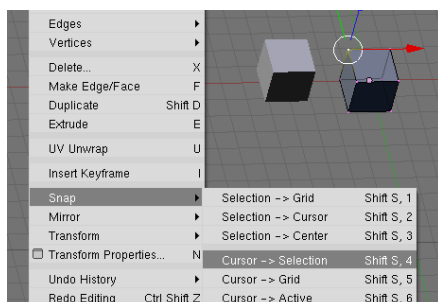 Edges
Vertices
Delete... X
Make Edge/Face F
Duplicate Shift D
Extrude E
UV Unwrap U
Insert Keyframe I
Snap
Mirror
Transform
Transform Properties... N
Undo History
Redo Editing Ctrl Shift Z
Selection -> Grid Shift S, 1
Selection -> Cursor Shift S, 2
Selection -> Center Shift S, 3
Cursor -> Selection Shift S, 4
Cursor -> Grid Shift S, 5
Cursor -> Active Shift S, 6